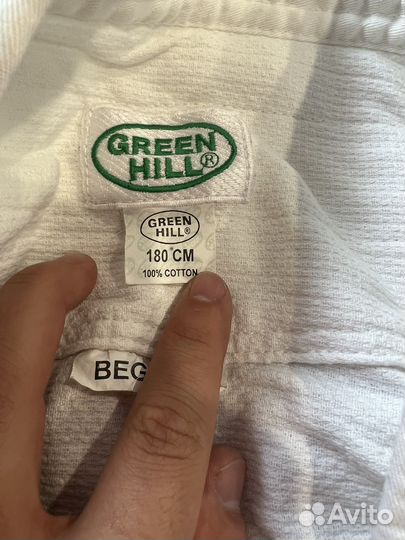 GREEN
HILL®
GREEN
HILL®
180 CM
100% COTTON
BEG
Avito